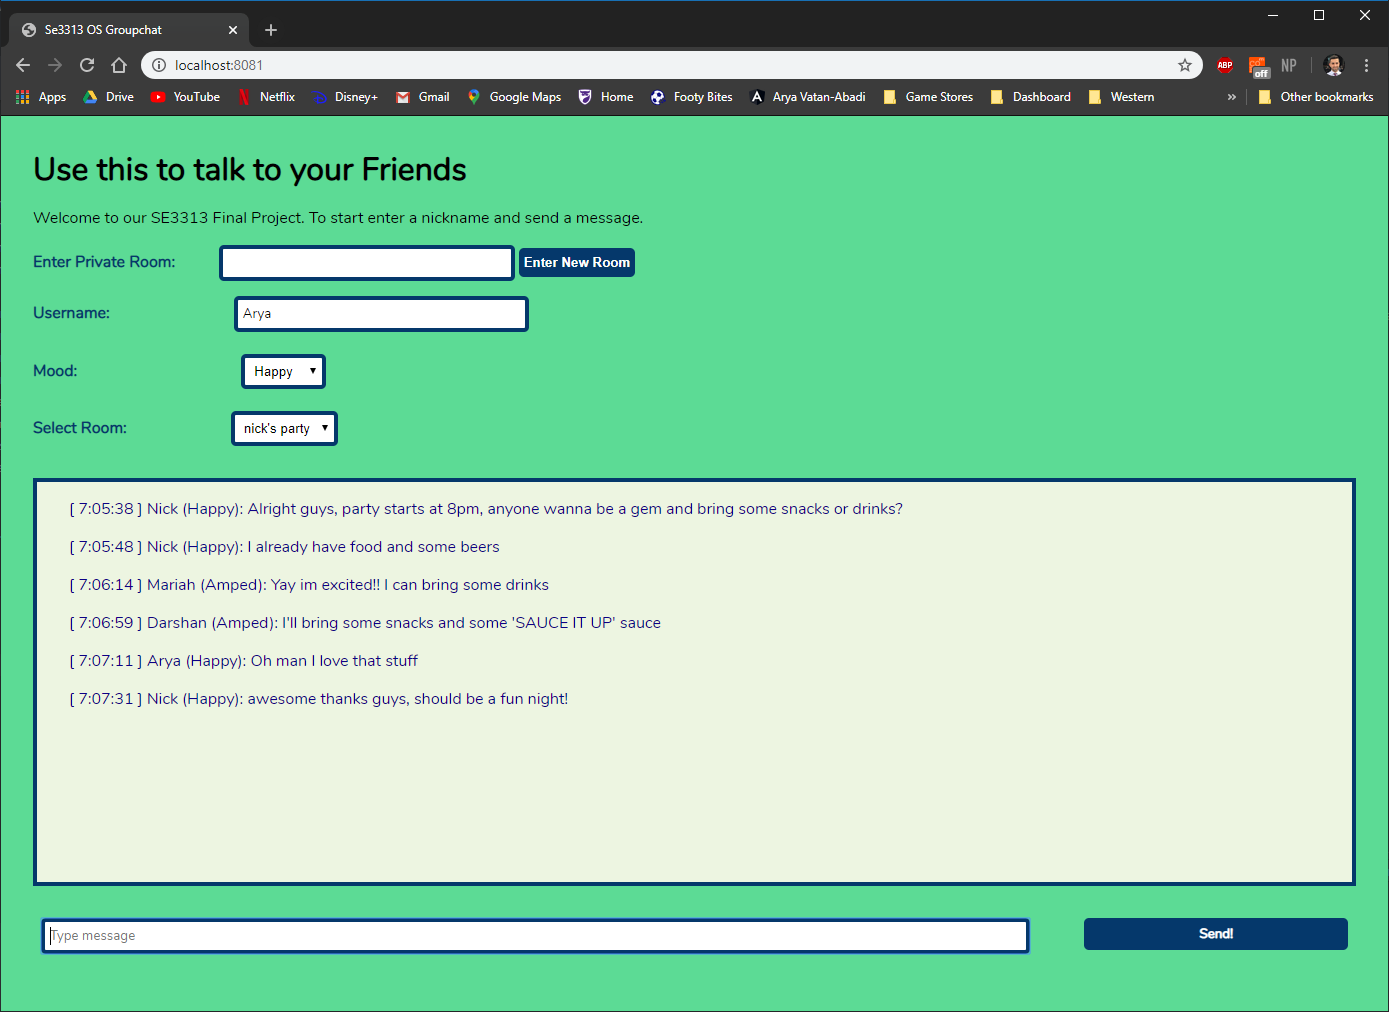 Se3313 OS Groupchat
localhost:8081
ABP
off
NP
Apps Drive YouTube Netflix Disney+ Gmail Google Maps Home Footy Bites Arya Vatan-Abadi Game Stores Dashboard Western » Other bookmarks
Use this to talk to your Friends
Welcome to our SE3313 Final Project. To start enter a nickname and send a message.
Enter Private Room: Enter New Room
Username: Arya
Mood: Happy
Select Room: nick's party
[ 7:05:38 ] Nick (Happy): Alright guys, party starts at 8pm, anyone wanna be a gem and bring some snacks or drinks?
[ 7:05:48 ] Nick (Happy): I already have food and some beers
[ 7:06:14 ] Mariah (Amped): Yay im excited!! I can bring some drinks
[ 7:06:59 ] Darshan (Amped): I'll bring some snacks and some 'SAUCE IT UP' sauce
[ 7:07:11 ] Arya (Happy): Oh man I love that stuff
[ 7:07:31 ] Nick (Happy): awesome thanks guys, should be a fun night!
Type message Send!